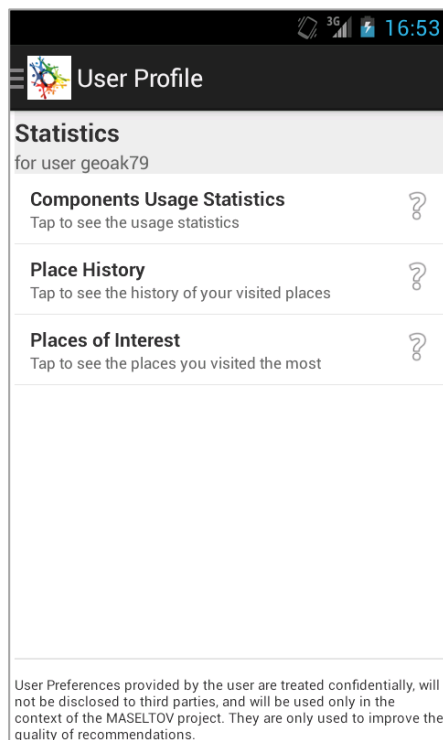 3G 16:53
User Profile
Statistics
for user geoak79
Components Usage Statistics
Tap to see the usage statistics
Place History
Tap to see the history of your visited places
Places of Interest
Tap to see the places you visited the most
User Preferences provided by the user are treated confidentially, will
not be disclosed to third parties, and will be used only in the
context of the MASELTOV project. They are only used to improve the
quality of recommendations.